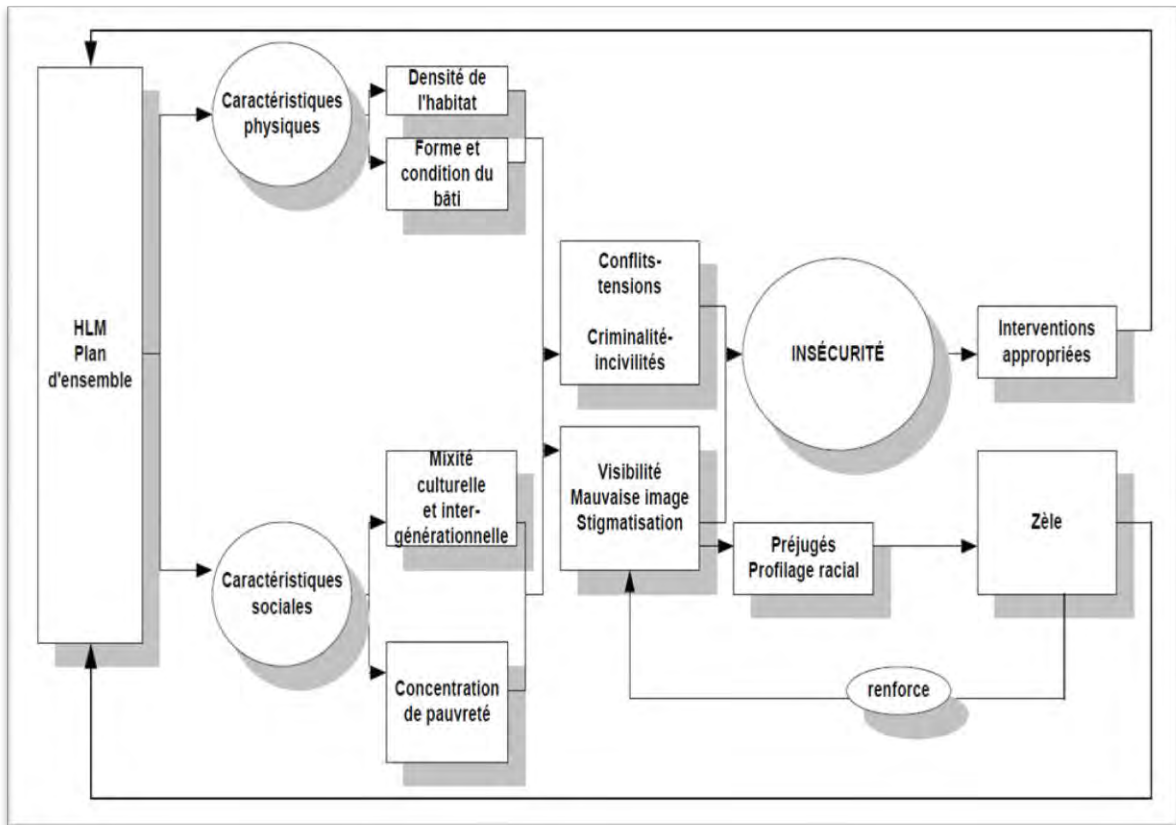 HLM
Plan
d'ensemble
Caractéristiques
physiques
Densité de
l'habitat
Forme et
condition du
bâti
Caractéristiques
sociales
Mixité
culturelle
et inter-
générationnelle
Concentration
de pauvreté
Conflits-
tensions
Criminalité-
incivilités
Visibilité
Mauvaise image
Stigmatisation
INSÉCURITÉ
Interventions
appropriées
Préjugés
Profilage racial
Zèle
renforce